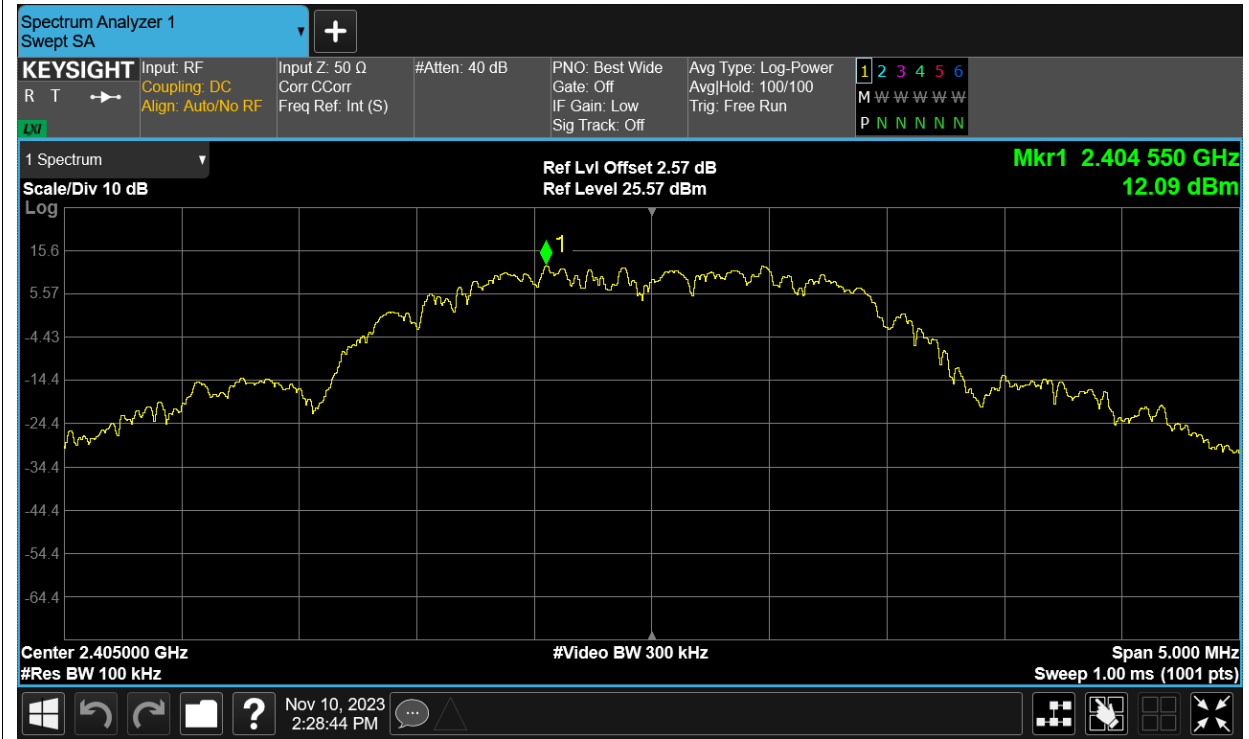 Spectrum Analyzer 1
Swept SA
KEYSIGHT
R T
LXI
Input: RF
Coupling: DC
Align: Auto/No RF
Input Z: 50 Ω
Corr CCorr
Freq Ref: Int (S)
#Atten: 40 dB
PNO: Best Wide
Gate: Off
IF Gain: Low
Sig Track: Off
Avg Type: Log-Power
Avg|Hold: 100/100
Trig: Free Run
1 2 3 4 5 6
M W W W W W W
P N N N N N N
1 Spectrum
Scale/Div 10 dB
Log
Ref Lvl Offset 2.57 dB
Ref Level 25.57 dBm
Mkr1 2.404 550 GHz
12.09 dBm
1
15.6
5.57
-4.43
-14.4
-24.4
-34.4
-44.4
-54.4
-64.4
Center 2.405000 GHz
#Video BW 300 kHz
Span 5.000 MHz
#Res BW 100 kHz
Sweep 1.00 ms (1001 pts)
?
Nov 10, 2023
2:28:44 PM